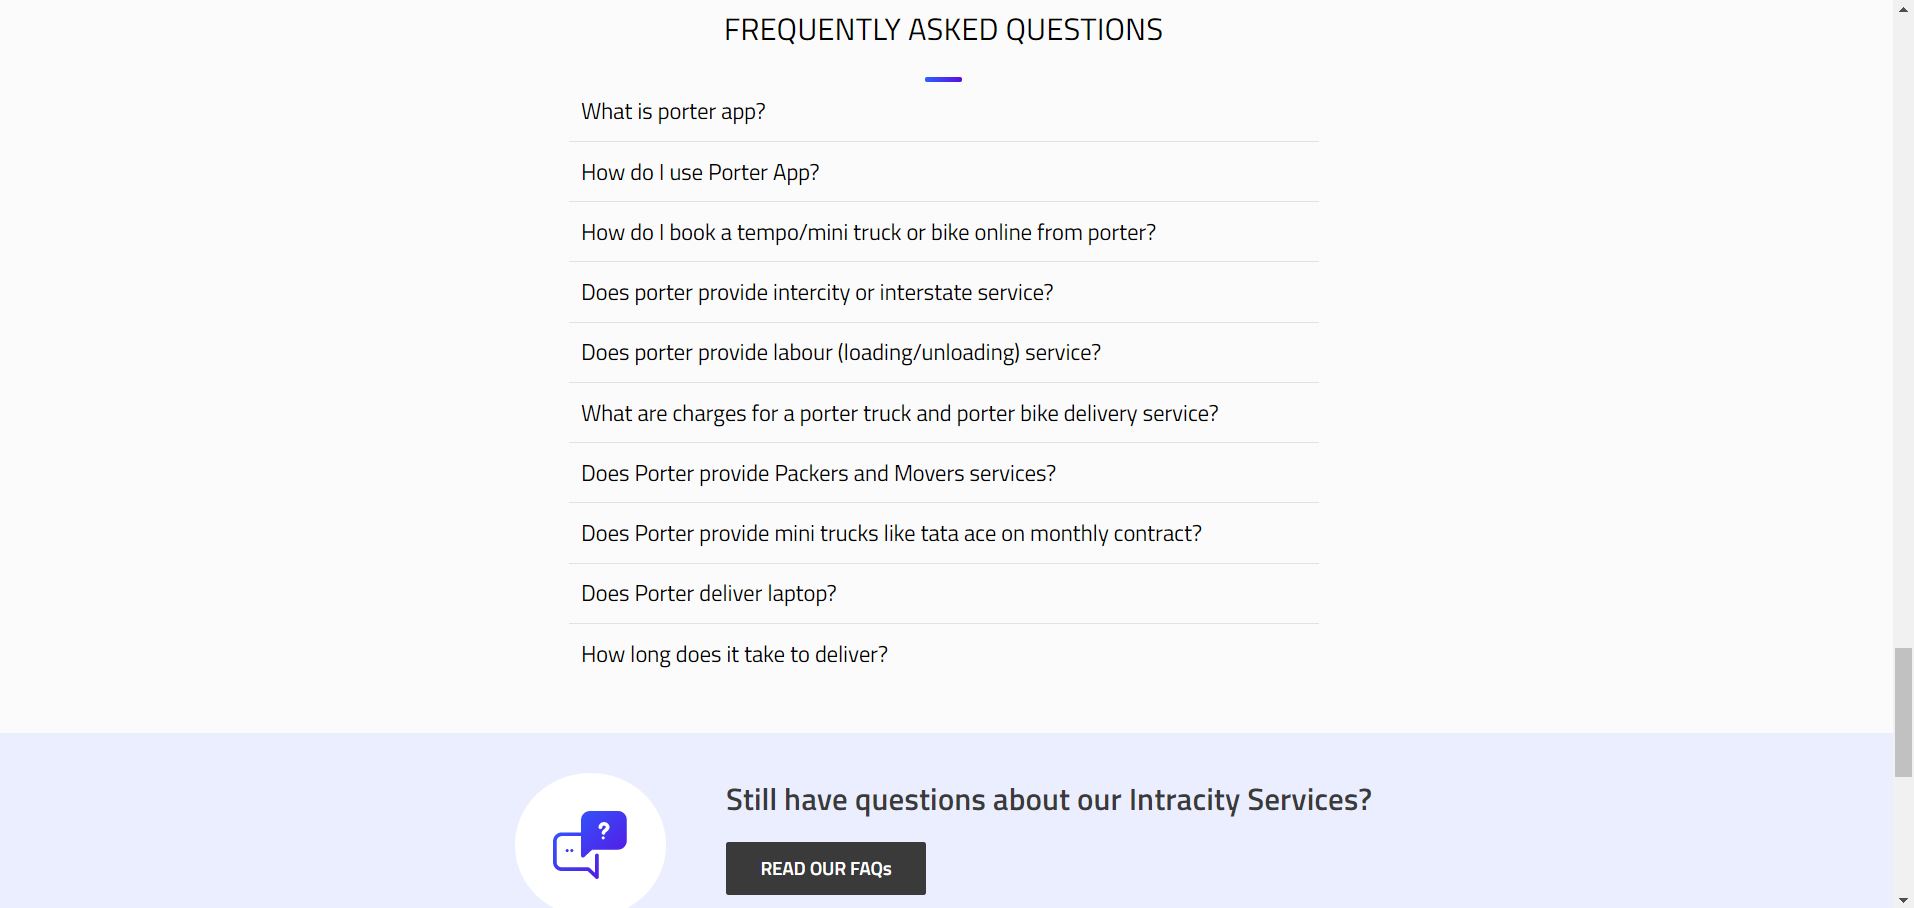 FREQUENTLY ASKED QUESTIONS
What is porter app?
How do I use Porter App?
How do I book a tempo/mini truck or bike online from porter?
Does porter provide intercity or interstate service?
Does porter provide labour (loading/unloading) service?
What are charges for a porter truck and porter bike delivery service?
Does Porter provide Packers and Movers services?
Does Porter provide mini trucks like tata ace on monthly contract?
Does Porter deliver laptop?
How long does it take to deliver?
Still have questions about our Intracity Services?
?
READ OUR FAQs